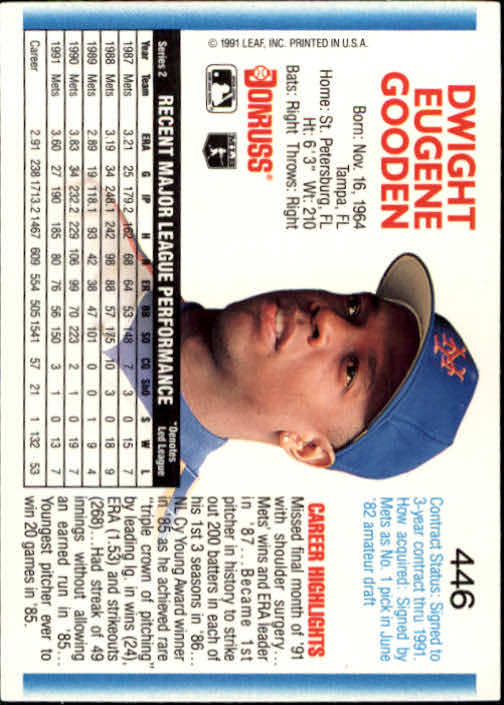 446
DWIGHT
EUGENE
GOODEN
Born: Nov. 16, 1964
Tampa, FL
Home: St. Petersburg, FL
Ht: 6'3" Wt: 210
Bats: Right Throws: Right
DONRUSS
MLBPA
© 1991 LEAF, INC. PRINTED IN U.S.A.
Contract Status: Signed to
3-year contract thru 1991.
How acquired: Signed by
Mets as No. 1 pick in June
'82 amateur draft
CAREER HIGHLIGHTS
Missed final month of '91
with shoulder surgery...
Mets' wins and ERA leader
in '87... Became 1st
pitcher in history to strike
out 200 batters in each of
his 1st 3 seasons in '86...
NL Cy Young Award winner
in '85 as he achieved rare
"triple crown of pitching"
by leading lg. in wins (24),
ERA (1.53) and strikeouts
(268)...Had streak of 49
innings without allowing
an earned run in '85...
Youngest pitcher ever to
win 20 games in '85.
Series 2 RECENT MAJOR LEAGUE PERFORMANCE *Denotes
Led League
Year Team ERA G IP H R ER BB SO CG ShO S W L
1987 Mets 3.21 25 179.2 162 68 64 53 148 7 3 0 15 7
1988 Mets 3.19 34 248.1 242 98 88 57 175 10 3 0 18 9
1989 Mets 2.89 19 118.1 93 42 38 47 101 0 0 1 9 4
1990 Mets 3.83 34 232.2 229 106 99 70 223 2 1 0 19 7
1991 Mets 3.60 27 190 185 80 76 56 150 3 1 0 13 7
Career 2.91 238 1713.2 1467 609 554 505 1541 57 21 1 132 53